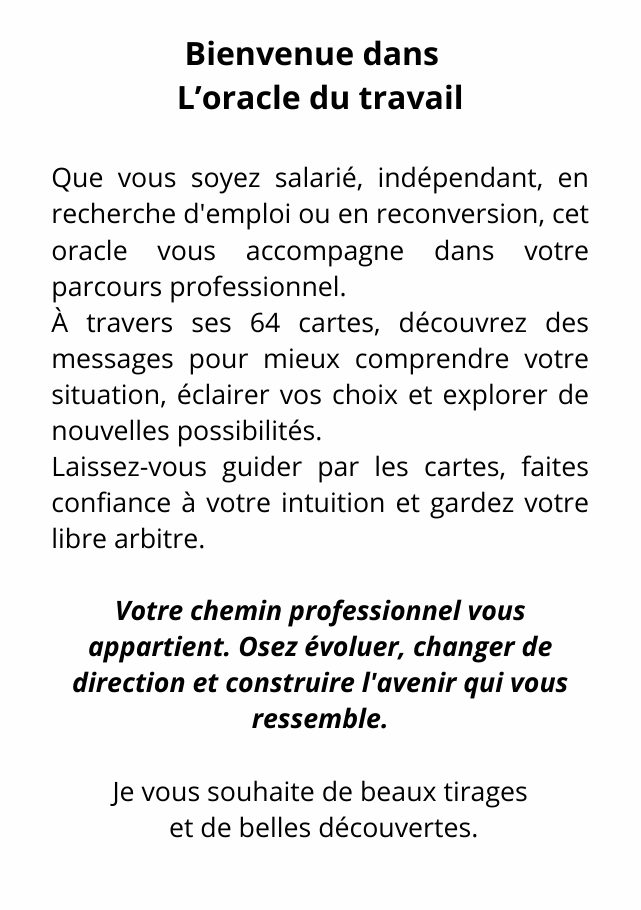 Bienvenue dans
L’oracle du travail
Que vous soyez salarié, indépendant, en
recherche d'emploi ou en reconversion, cet
oracle vous accompagne dans votre
parcours professionnel.
À travers ses 64 cartes, découvrez des
messages pour mieux comprendre votre
situation, éclairer vos choix et explorer de
nouvelles possibilités.
Laissez-vous guider par les cartes, faites
confiance à votre intuition et gardez votre
libre arbitre.
Votre chemin professionnel vous
appartient. Osez évoluer, changer de
direction et construire l'avenir qui vous
ressemble.
Je vous souhaite de beaux tirages
et de belles découvertes.